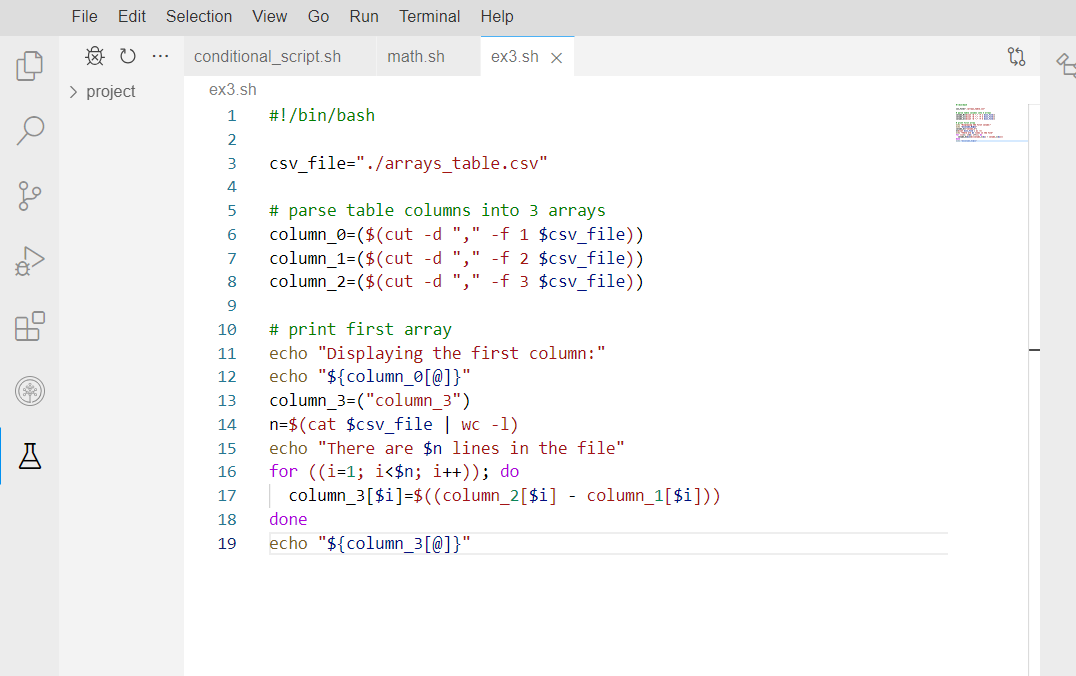 File Edit Selection View Go Run Terminal Help
conditional_script.sh math.sh ex3.sh
project
ex3.sh
1 #!/bin/bash
2
3 csv_file="./arrays_table.csv"
4
5 # parse table columns into 3 arrays
6 column_0=($(cut -d "," -f 1 $csv_file))
7 column_1=($(cut -d "," -f 2 $csv_file))
8 column_2=($(cut -d "," -f 3 $csv_file))
9
10 # print first array
11 echo "Displaying the first column:"
12 echo "${column_0[@]}"
13 column_3=("column_3")
14 n=$(cat $csv_file | wc -l)
15 echo "There are $n lines in the file"
16 for ((i=1; i<$n; i++)); do
17 column_3[$i]=$((column_2[$i] - column_1[$i]))
18 done
19 echo "${column_3[@]}"